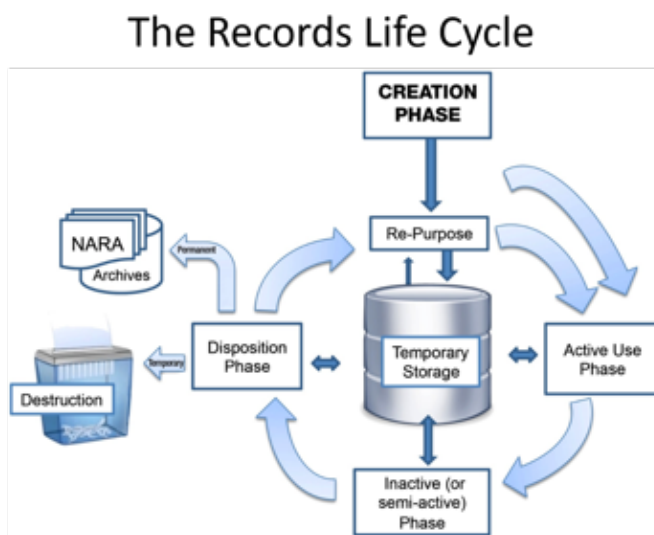 The Records Life Cycle
CREATION
PHASE
NARA
Archives
Permanent
Re-Purpose
Disposition
Phase
Temporary
Storage
Active Use
Phase
Temporary
Destruction
Inactive (or
semi-active)
Phase